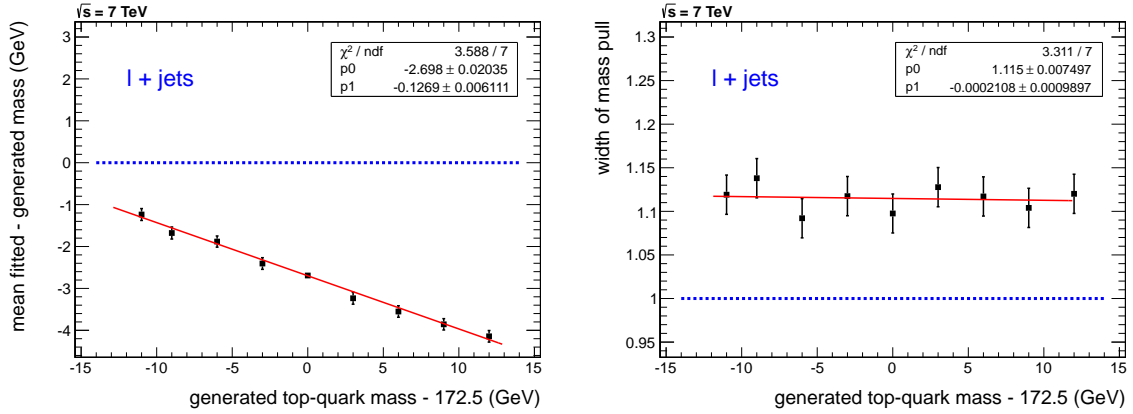 √s = 7 TeV
χ² / ndf 3.588 / 7
p0 -2.698 ± 0.02035
p1 -0.1269 ± 0.006111
l + jets
mean fitted - generated mass (GeV)
3
2
1
0
-1
-2
-3
-4
-15 -10 -5 0 5 10 15
generated top-quark mass - 172.5 (GeV)
√s = 7 TeV
χ² / ndf 3.311 / 7
p0 1.115 ± 0.007497
p1 -0.0002108 ± 0.0009897
l + jets
width of mass pull
1.3
1.25
1.2
1.15
1.1
1.05
1
0.95
-15 -10 -5 0 5 10 15
generated top-quark mass - 172.5 (GeV)